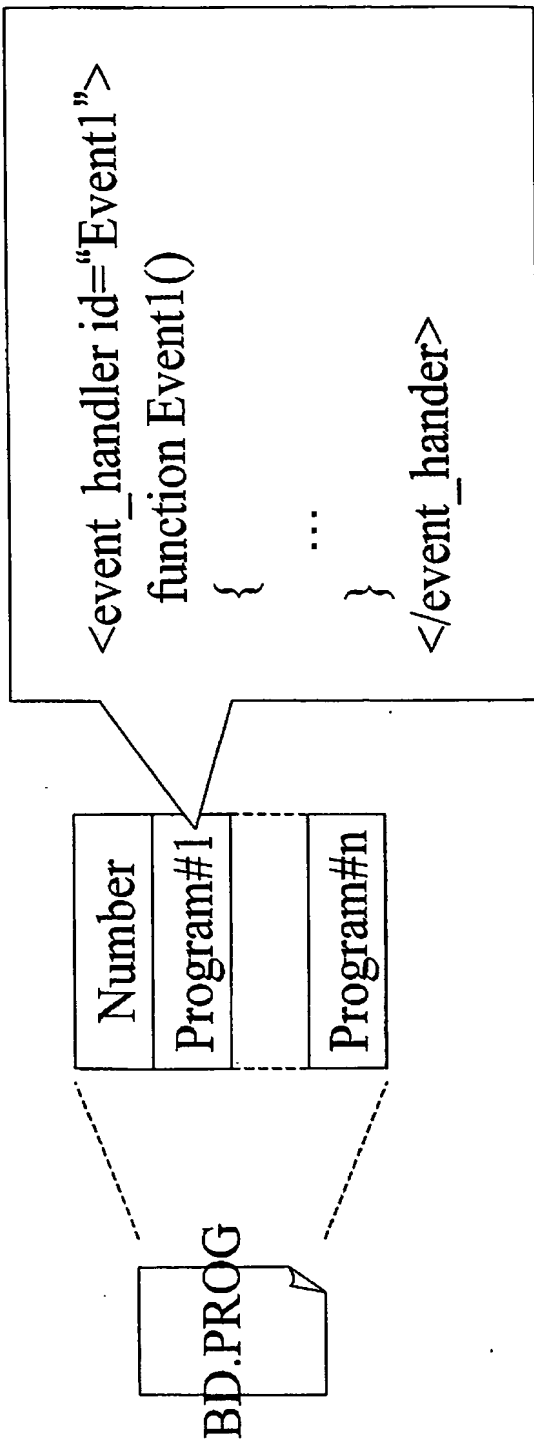 BD.PROG
Number
Program#1
Program#n
<event_handler id=“Event1”>
function Event1()
{
...
}
</event_hander>